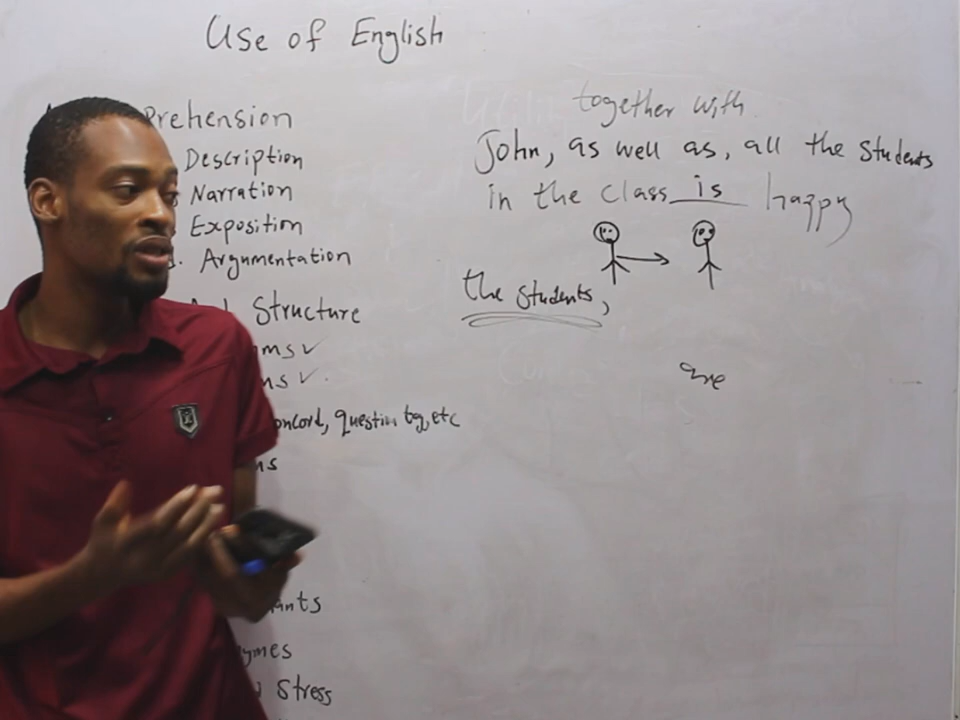 Use of English
prehension
Description
Narration
Exposition
Argumentation
Structure
ms ✓
ns ✓.
oncord, question tag, etc
ns
ants
ymes
Stress
together with
John, as well as, all the students
in the class is happy
the students,
are